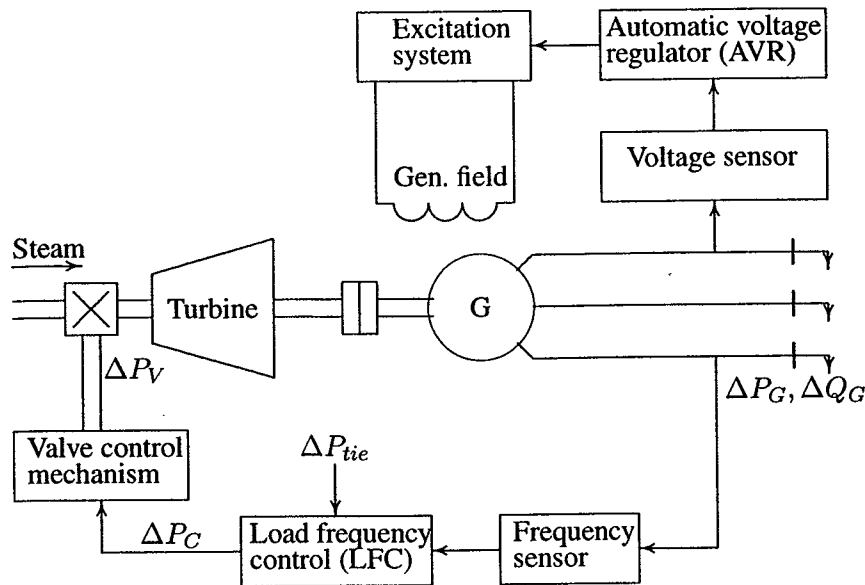 Excitation
system
Automatic voltage
regulator (AVR)
Gen. field
Voltage sensor
Steam
Turbine
G
ΔP_V
ΔP_G, ΔQ_G
Valve control
mechanism
ΔP_tie
ΔP_C
Load frequency
control (LFC)
Frequency
sensor